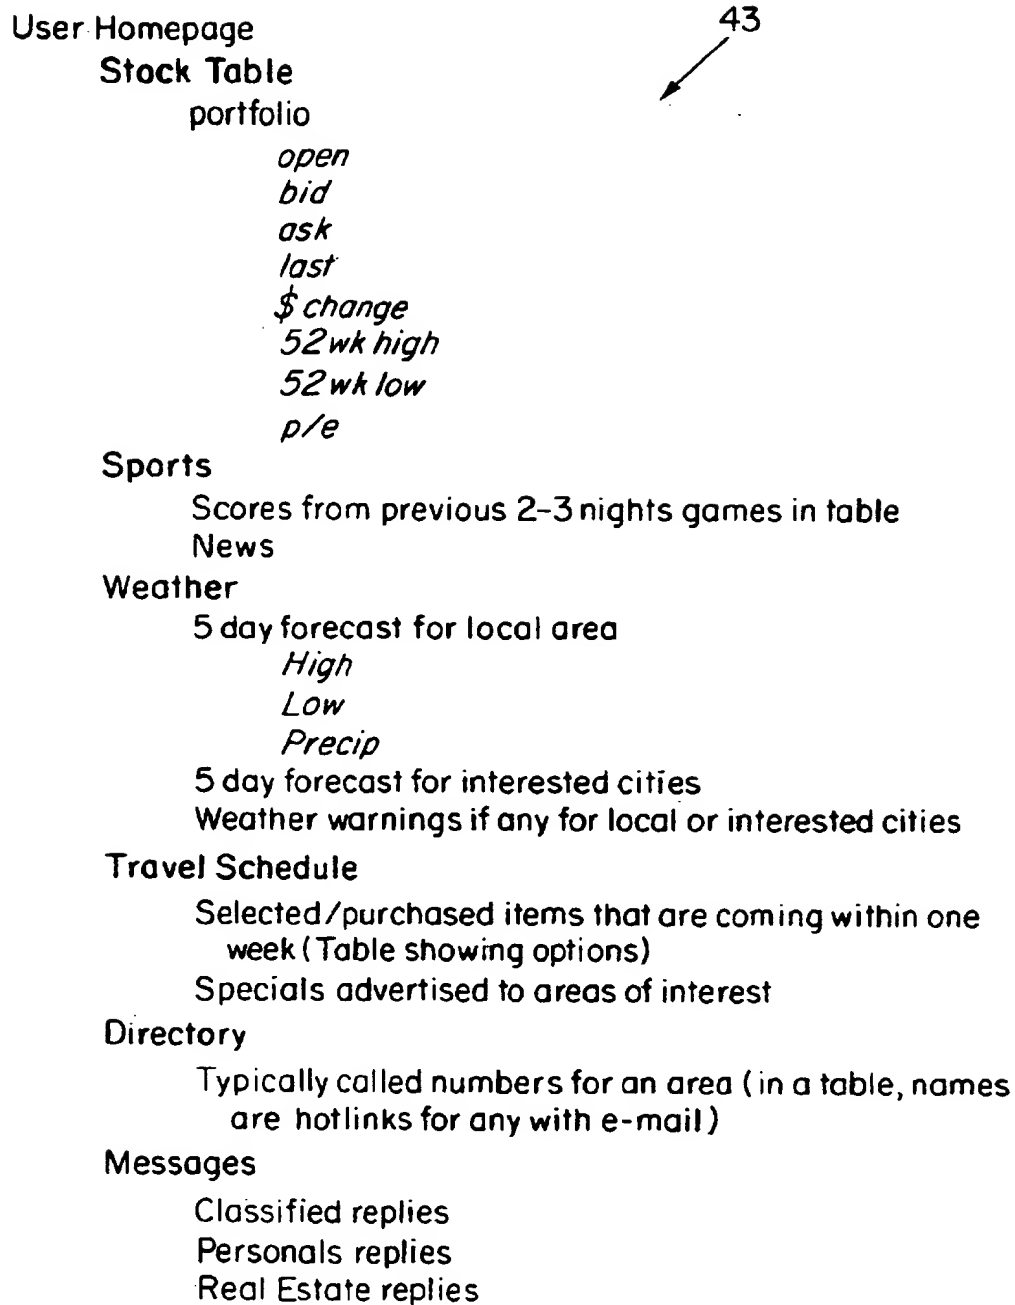 43
User Homepage
Stock Table
portfolio
open
bid
ask
last
$ change
52 wk high
52 wk low
p/e
Sports
Scores from previous 2-3 nights games in table
News
Weather
5 day forecast for local area
High
Low
Precip
5 day forecast for interested cities
Weather warnings if any for local or interested cities
Travel Schedule
Selected/purchased items that are coming within one
week (Table showing options)
Specials advertised to areas of interest
Directory
Typically called numbers for an area (in a table, names
are hotlinks for any with e-mail)
Messages
Classified replies
Personals replies
Real Estate replies